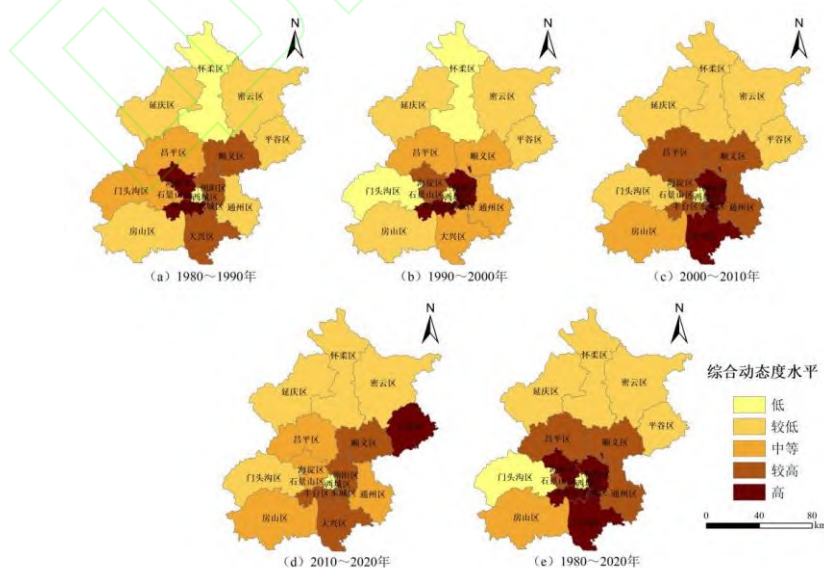 N
N
N
怀柔区
怀柔区
怀柔区
延庆区
密云区
延庆区
密云区
延庆区
密云区
平谷区
平谷区
平谷区
昌平区
顺义区
昌平区
顺义区
昌平区
顺义区
门头沟区
石景山区
通州区
门头沟区
海淀区
石景山区
通州区
门头沟区
海淀区
石景山区
丰台区
通州区
房山区
大兴区
房山区
大兴区
房山区
（a）1980～1990年
（b）1990～2000年
（c）2000～2010年
N
N
怀柔区
怀柔区
延庆区
密云区
延庆区
密云区
平谷区
昌平区
顺义区
昌平区
顺义区
门头沟区
海淀区
石景山区
朝阳区
西城区
丰台区
东城区
通州区
门头沟区
石景山区
通州区
房山区
大兴区
房山区
（d）2010～2020年
（e）1980～2020年
综合动态度水平
低
较低
中等
较高
高
0 40 80
km